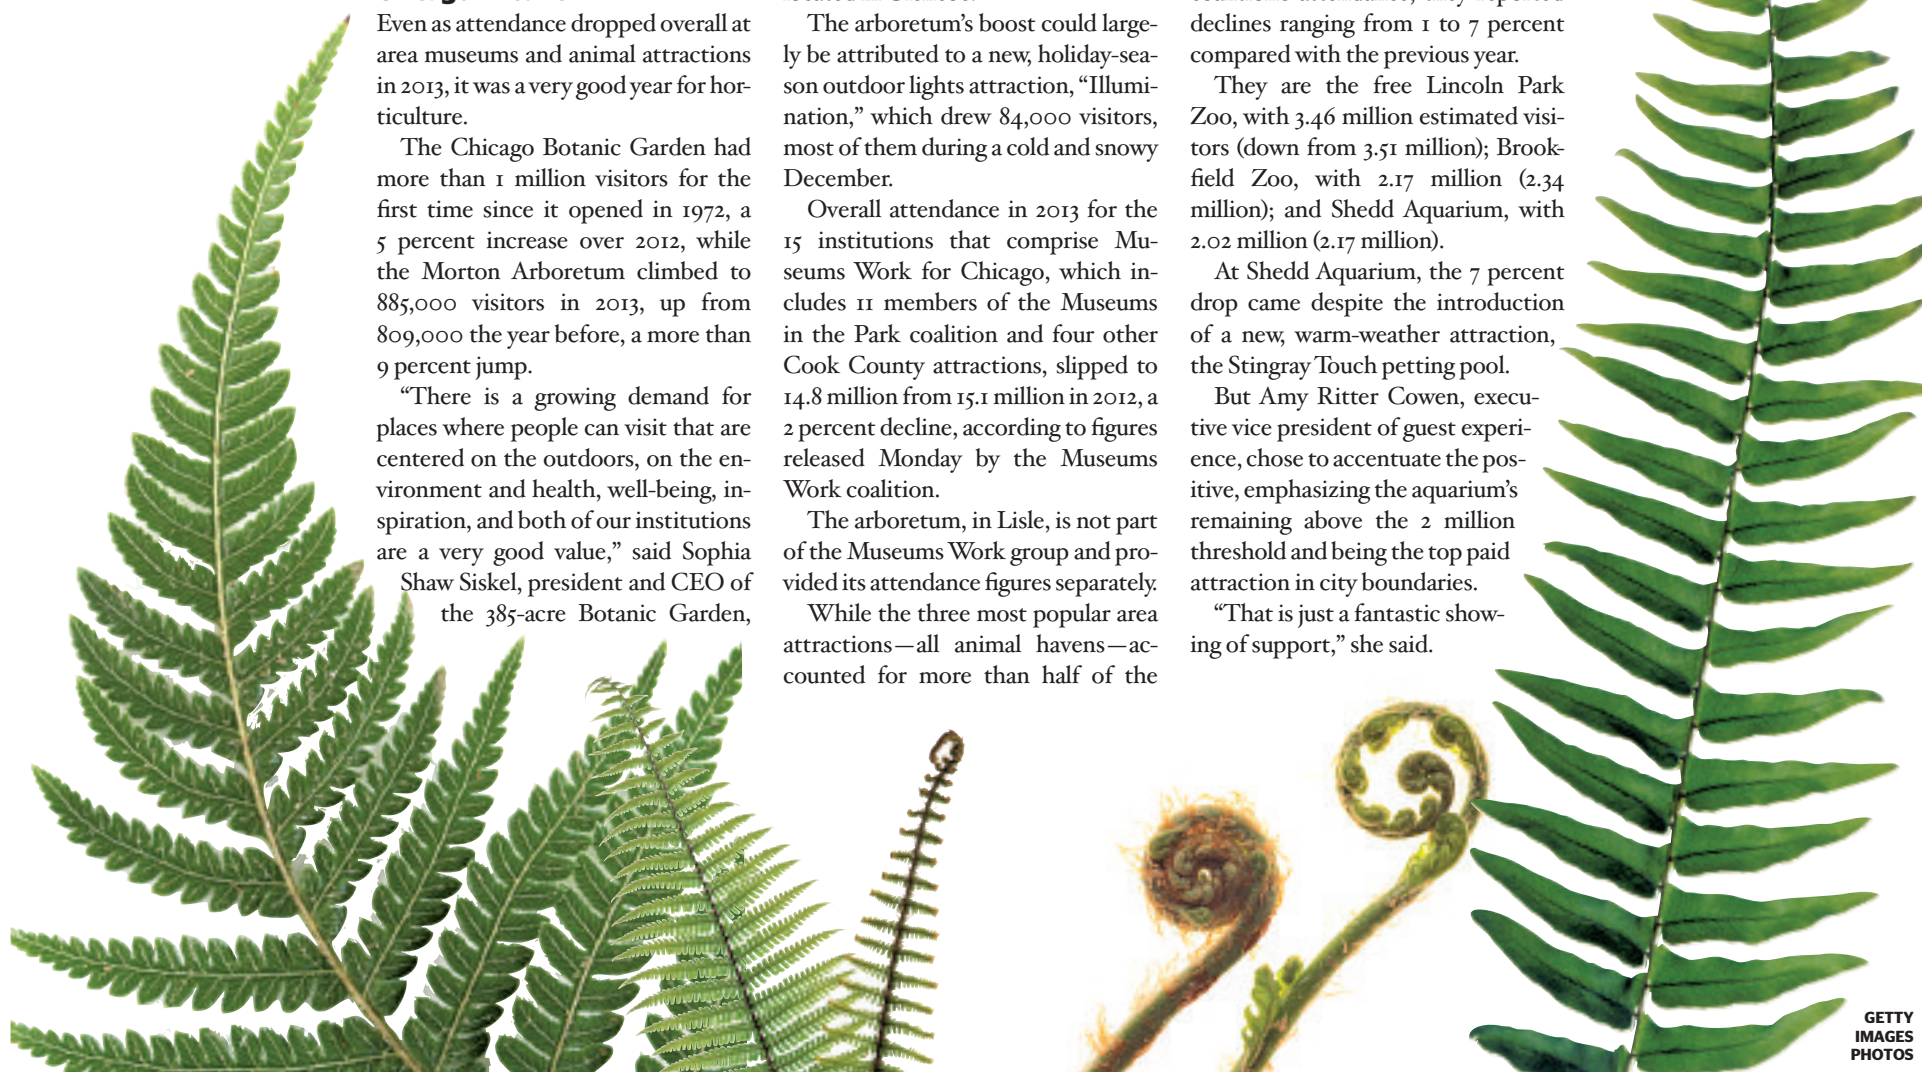 Even as attendance dropped overall at
area museums and animal attractions
in 2013, it was a very good year for hor-
ticulture.
The Chicago Botanic Garden had
more than 1 million visitors for the
first time since it opened in 1972, a
5 percent increase over 2012, while
the Morton Arboretum climbed to
885,000 visitors in 2013, up from
809,000 the year before, a more than
9 percent jump.
“There is a growing demand for
places where people can visit that are
centered on the outdoors, on the en-
vironment and health, well-being, in-
spiration, and both of our institutions
are a very good value,” said Sophia
Shaw Siskel, president and CEO of
the 385-acre Botanic Garden,
The arboretum’s boost could large-
ly be attributed to a new, holiday-sea-
son outdoor lights attraction, “Illumi-
nation,” which drew 84,000 visitors,
most of them during a cold and snowy
December.
Overall attendance in 2013 for the
15 institutions that comprise Mu-
seums Work for Chicago, which in-
cludes 11 members of the Museums
in the Park coalition and four other
Cook County attractions, slipped to
14.8 million from 15.1 million in 2012, a
2 percent decline, according to figures
released Monday by the Museums
Work coalition.
The arboretum, in Lisle, is not part
of the Museums Work group and pro-
vided its attendance figures separately.
While the three most popular area
attractions—all animal havens—ac-
counted for more than half of the
declines ranging from 1 to 7 percent
compared with the previous year.
They are the free Lincoln Park
Zoo, with 3.46 million estimated visi-
tors (down from 3.51 million); Brook-
field Zoo, with 2.17 million (2.34
million); and Shedd Aquarium, with
2.02 million (2.17 million).
At Shedd Aquarium, the 7 percent
drop came despite the introduction
of a new, warm-weather attraction,
the Stingray Touch petting pool.
But Amy Ritter Cowen, execu-
tive vice president of guest experi-
ence, chose to accentuate the pos-
itive, emphasizing the aquarium’s
remaining above the 2 million
threshold and being the top paid
attraction in city boundaries.
“That is just a fantastic show-
ing of support,” she said.
GETTY
IMAGES
PHOTOS